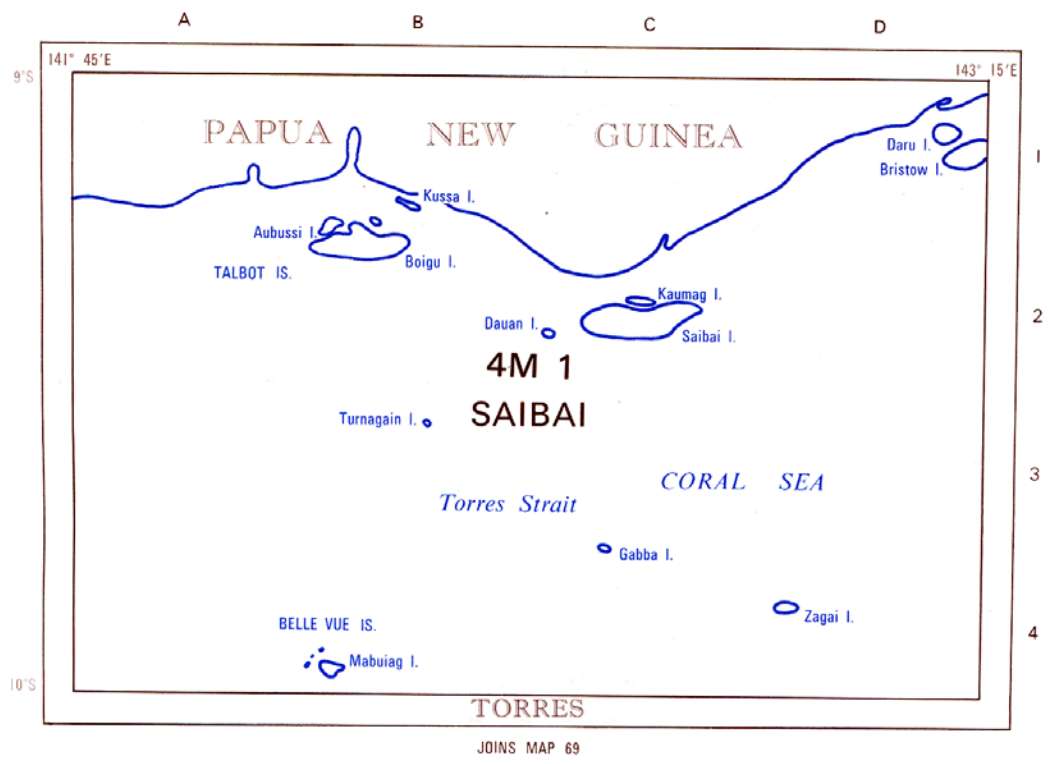 A B C D
141° 45'E 143° 15'E
9°S
PAPUA NEW GUINEA
Daru I.
Bristow I.
1
Kussa I.
Aubussi I.
Boigu I.
TALBOT IS.
Kaumag I.
Dauan I.
Saibai I.
2
4M 1
SAIBAI
Turnagain I.
CORAL SEA
3
Torres Strait
Gabba I.
Zagai I.
BELLE VUE IS.
4
Mabuiag I.
10°S
TORRES
JOINS MAP 69